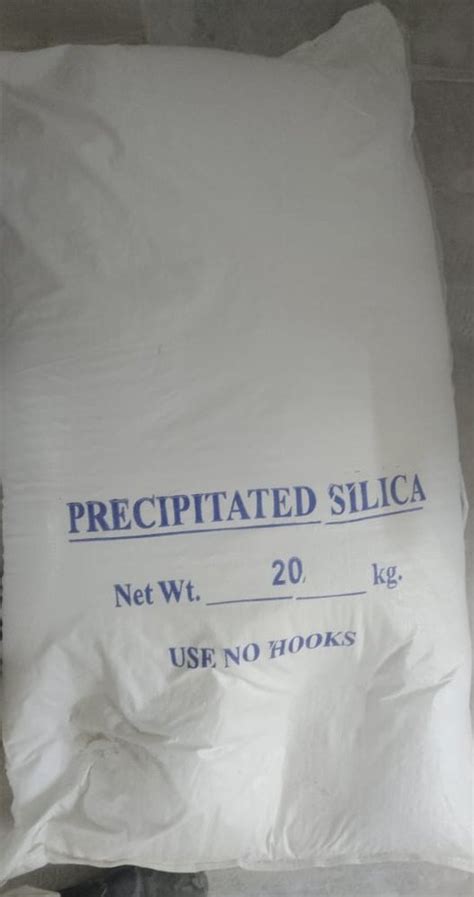 PRECIPITATED SILICA
Net Wt. 20 kg.
USE NO HOOKS